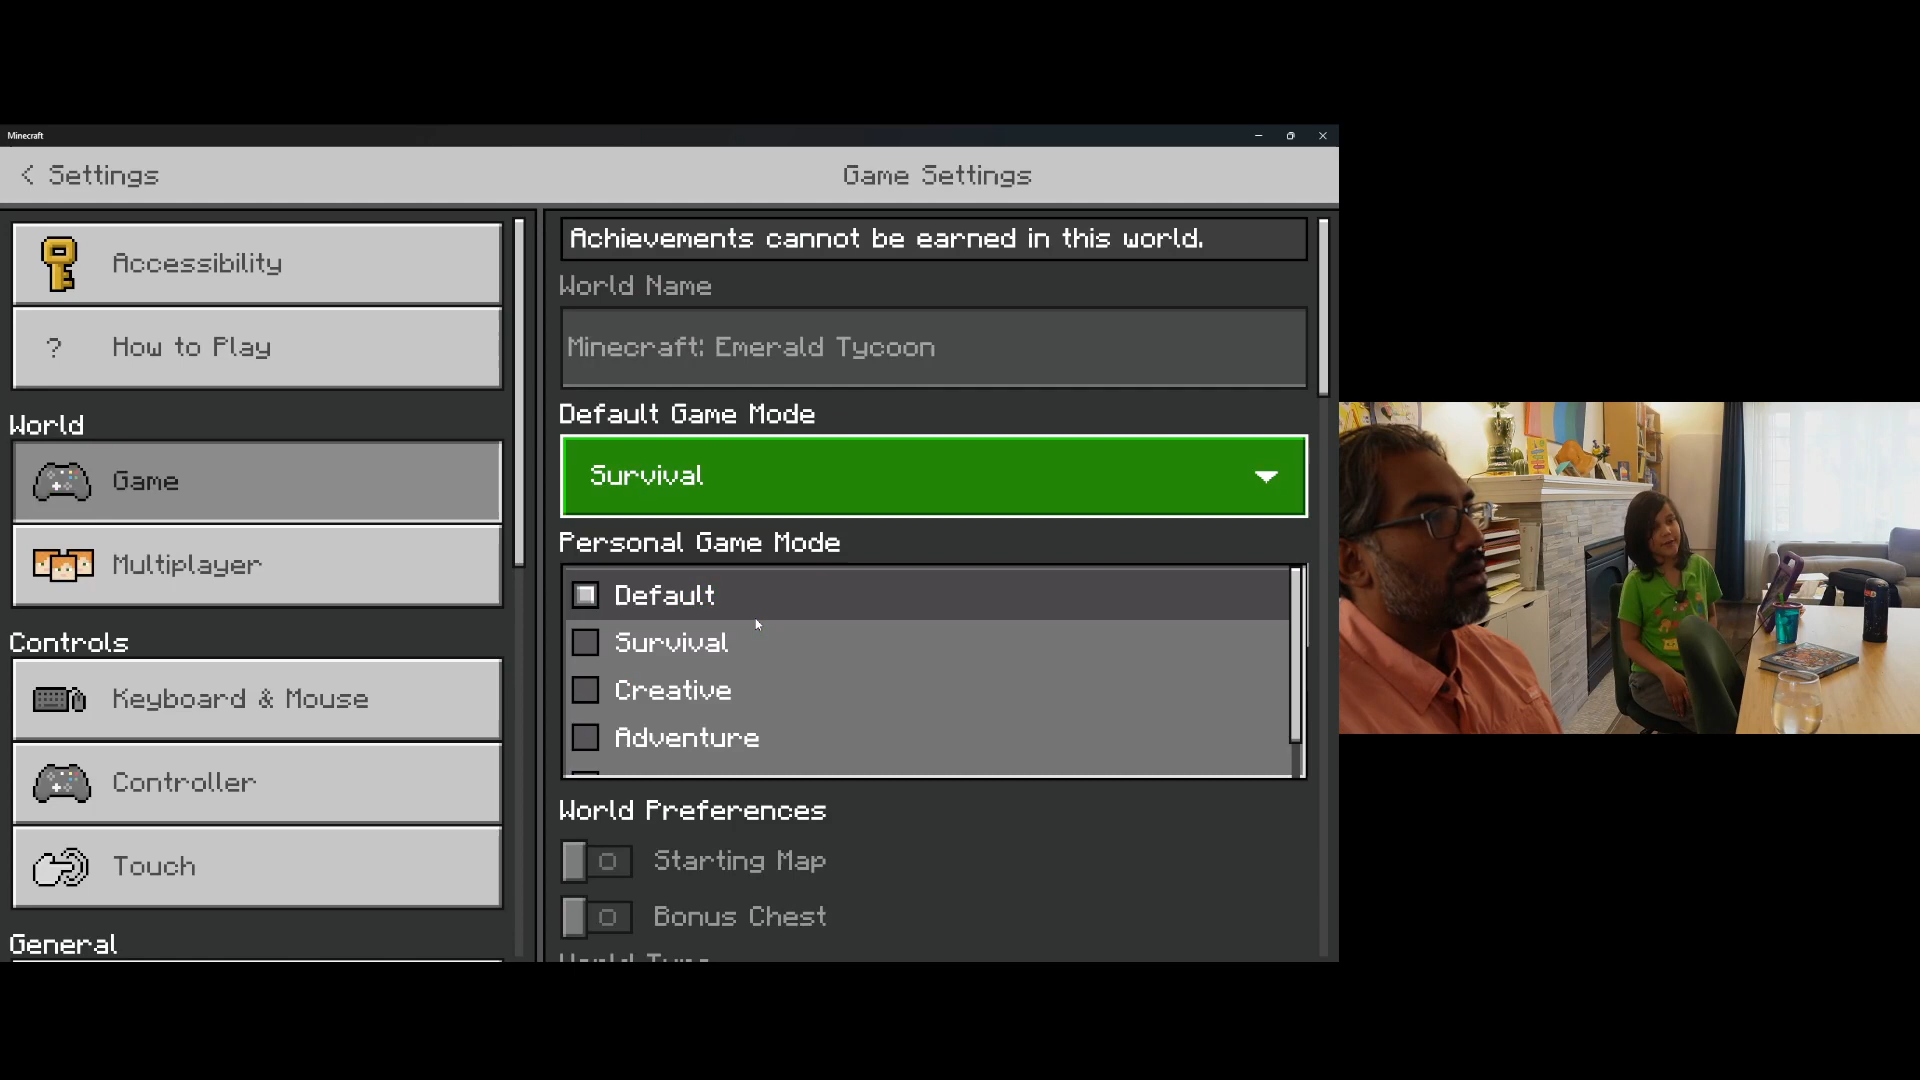 Minecraft
< Settings
Game Settings
Accessibility
? How to Play
World
Game
Multiplayer
Controls
Keyboard & Mouse
Controller
Touch
General
Achievements cannot be earned in this world.
World Name
Minecraft: Emerald Tycoon
Default Game Mode
Survival
Personal Game Mode
Default
Survival
Creative
Adventure
World Preferences
Starting Map
Bonus Chest